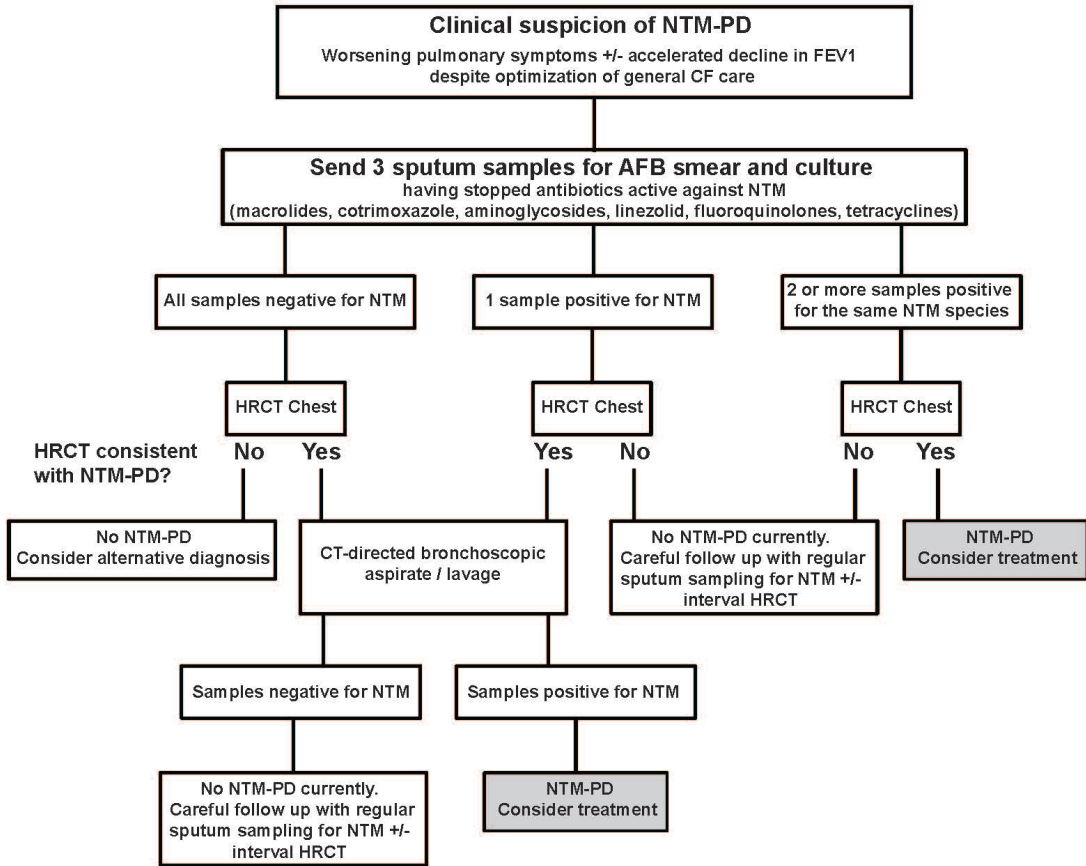 Clinical suspicion of NTM-PD
Worsening pulmonary symptoms +/- accelerated decline in FEV1
despite optimization of general CF care
Send 3 sputum samples for AFB smear and culture
having stopped antibiotics active against NTM
(macrolides, cotrimoxazole, aminoglycosides, linezolid, fluoroquinolones, tetracyclines)
All samples negative for NTM
1 sample positive for NTM
2 or more samples positive
for the same NTM species
HRCT Chest
HRCT Chest
HRCT Chest
HRCT consistent
with NTM-PD?
No
Yes
Yes
No
No
Yes
No NTM-PD
Consider alternative diagnosis
CT-directed bronchoscopic
aspirate / lavage
No NTM-PD currently.
Careful follow up with regular
sputum sampling for NTM +/-
interval HRCT
NTM-PD
Consider treatment
Samples negative for NTM
Samples positive for NTM
No NTM-PD currently.
Careful follow up with regular
sputum sampling for NTM +/-
interval HRCT
NTM-PD
Consider treatment